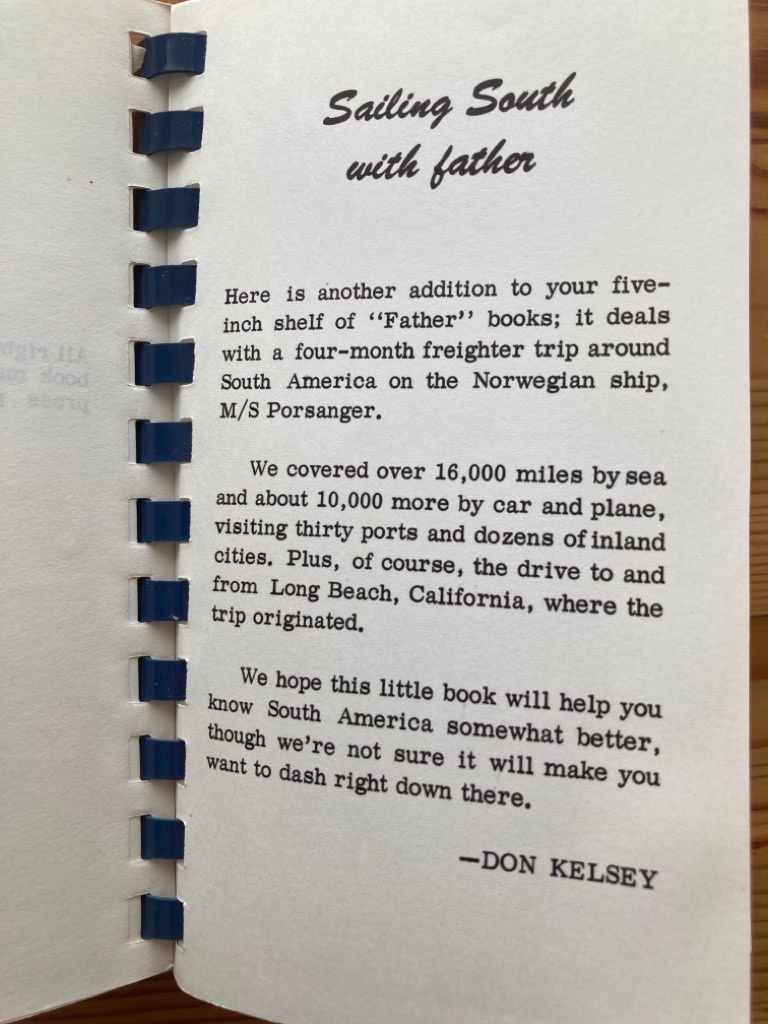 Sailing South
with father
Here is another addition to your five-
inch shelf of “Father” books; it deals
with a four-month freighter trip around
South America on the Norwegian ship,
M/S Porsanger.
We covered over 16,000 miles by sea
and about 10,000 more by car and plane,
visiting thirty ports and dozens of inland
cities. Plus, of course, the drive to and
from Long Beach, California, where the
trip originated.
We hope this little book will help you
know South America somewhat better,
though we're not sure it will make you
want to dash right down there.
—DON KELSEY